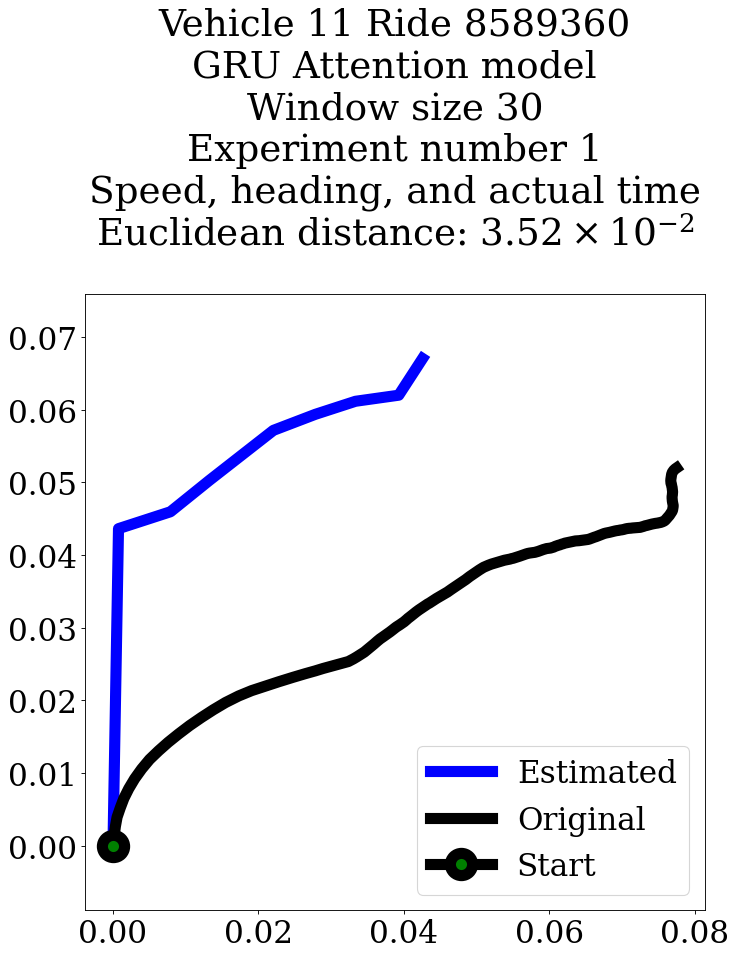 Vehicle 11 Ride 8589360
GRU Attention model
Window size 30
Experiment number 1
Speed, heading, and actual time
Euclidean distance: 3.52 × 10⁻²
0.07
0.06
0.05
0.04
0.03
0.02
0.01
0.00
Estimated
Original
Start
0.00 0.02 0.04 0.06 0.08